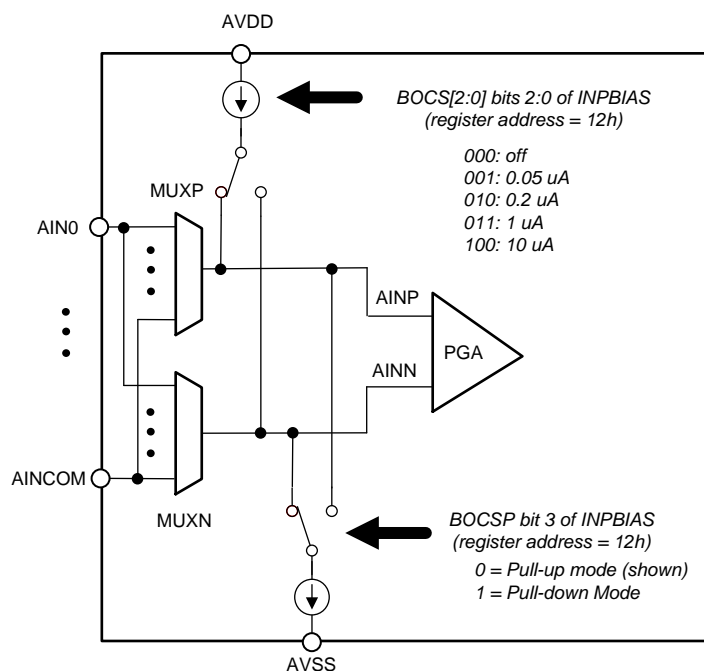 AVDD
BOCS[2:0] bits 2:0 of INPBIAS
(register address = 12h)
000: off
001: 0.05 uA
010: 0.2 uA
011: 1 uA
100: 10 uA
MUXP
AIN0
AINP
PGA
AINN
AINCOM
MUXN
BOCSP bit 3 of INPBIAS
(register address = 12h)
0 = Pull-up mode (shown)
1 = Pull-down Mode
AVSS